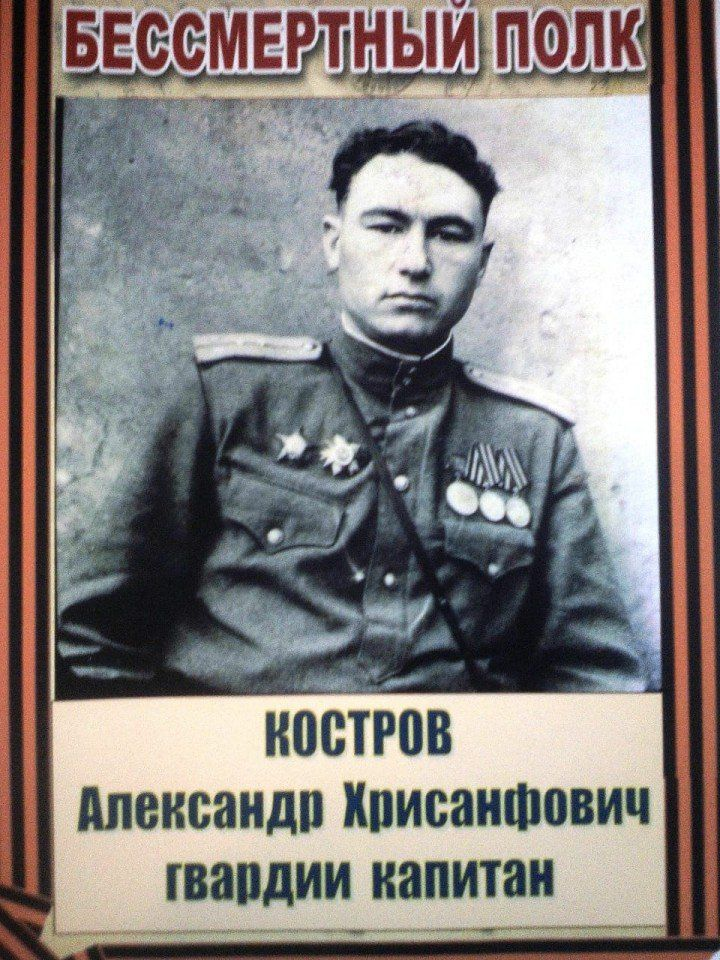 БЕССМЕРТНЫЙ ПОЛК
КОСТРОВ
Александр Хрисанфович
гвардии капитан